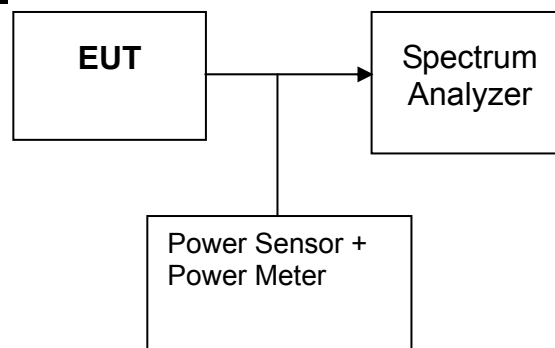 EUT
Spectrum
Analyzer
Power Sensor +
Power Meter